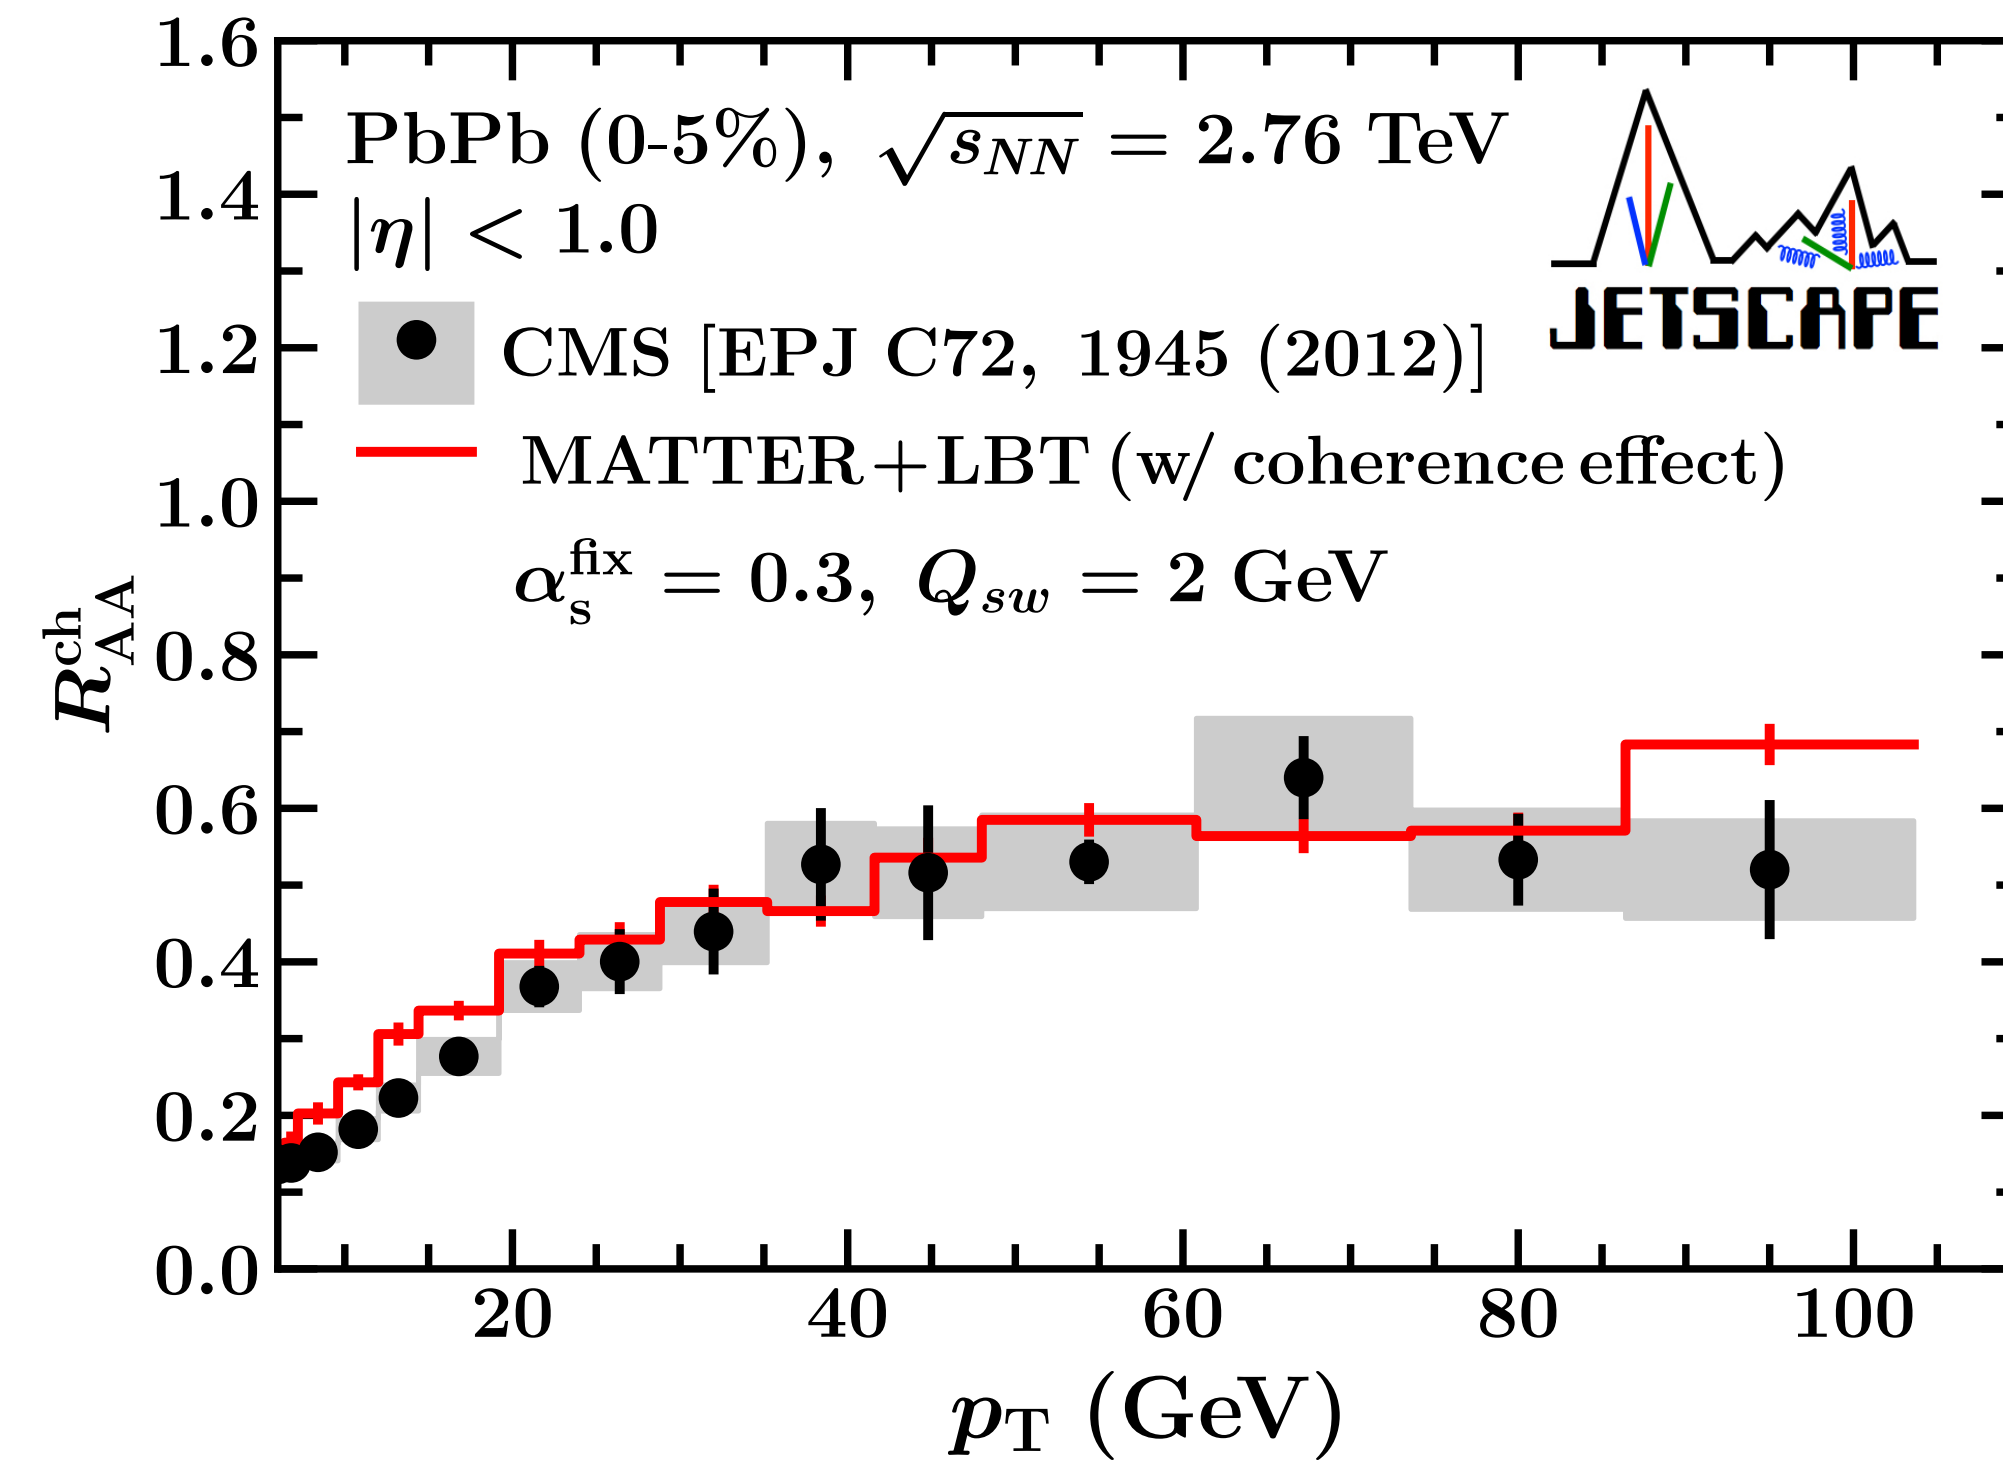 1.6
1.4
1.2
1.0
0.8
0.6
0.4
0.2
0.0
PbPb (0-5%), √s_NN = 2.76 TeV
|η| < 1.0
CMS [EPJ C72, 1945 (2012)]
MATTER+LBT (w/ coherence effect)
α_s^fix = 0.3, Q_sw = 2 GeV
JETSCAPE
R_AA^ch
20 40 60 80 100
p_T (GeV)